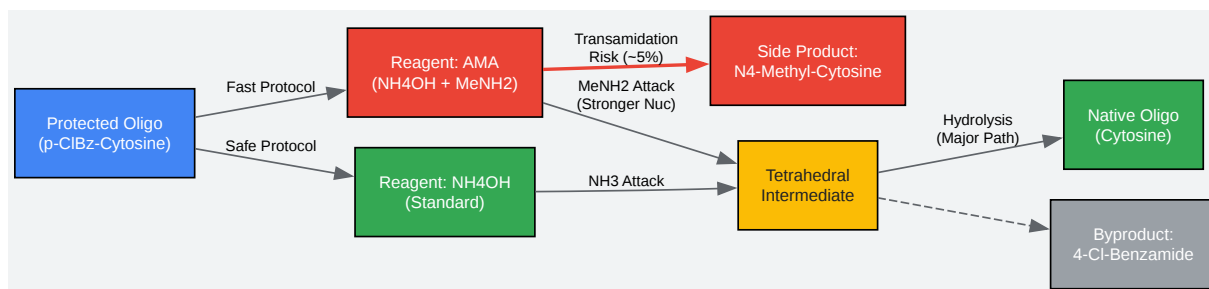 Protected Oligo
(p-ClBz-Cytosine)
Fast Protocol
Safe Protocol
Reagent: AMA
(NH4OH + MeNH2)
Reagent: NH4OH
(Standard)
Transamidation
Risk (~5%)
MeNH2 Attack
(Stronger Nuc)
NH3 Attack
Side Product:
N4-Methyl-Cytosine
Tetrahedral
Intermediate
Hydrolysis
(Major Path)
Native Oligo
(Cytosine)
Byproduct:
4-Cl-Benzamide